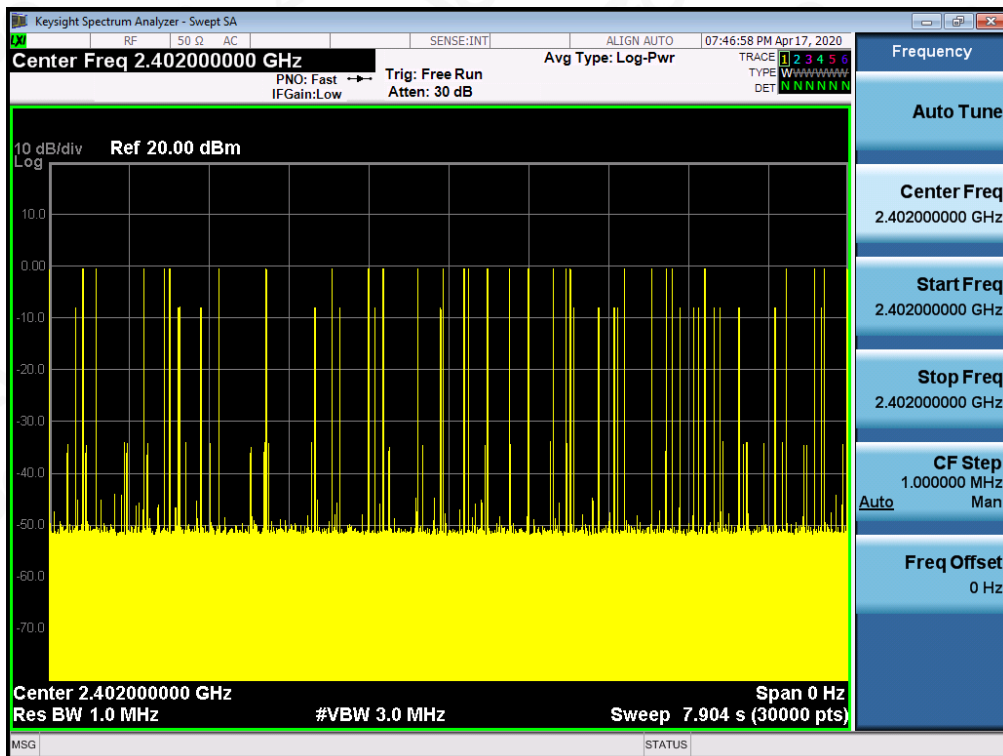 Keysight Spectrum Analyzer - Swept SA
LXI RF 50 Ω AC SENSE:INT ALIGN AUTO 07:46:58 PM Apr 17, 2020
Center Freq 2.402000000 GHz
PNO: Fast
IFGain:Low
Trig: Free Run
Atten: 30 dB
Avg Type: Log-Pwr
TRACE 1 2 3 4 5 6
TYPE WWWWWW
DET N N N N N N
10 dB/div Ref 20.00 dBm
Log
10.0
0.00
-10.0
-20.0
-30.0
-40.0
-50.0
-60.0
-70.0
Center 2.402000000 GHz Span 0 Hz
Res BW 1.0 MHz #VBW 3.0 MHz Sweep 7.904 s (30000 pts)
MSG STATUS
Frequency
Auto Tune
Center Freq
2.402000000 GHz
Start Freq
2.402000000 GHz
Stop Freq
2.402000000 GHz
CF Step
1.000000 MHz
Auto Man
Freq Offset
0 Hz